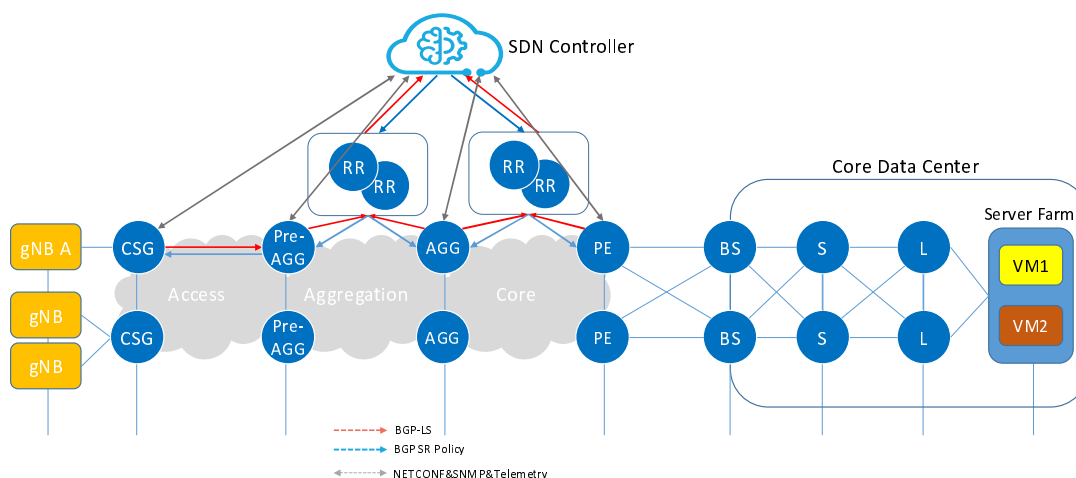 SDN Controller
RR
RR
RR
RR
Core Data Center
Server Farm
gNB A
CSG
Pre-
AGG
AGG
PE
BS
S
L
VM1
Access
Aggregation
Core
gNB
CSG
Pre-
AGG
AGG
PE
BS
S
L
VM2
gNB
BGP-LS
BGP SR Policy
NETCONF&SNMP&Telemetry